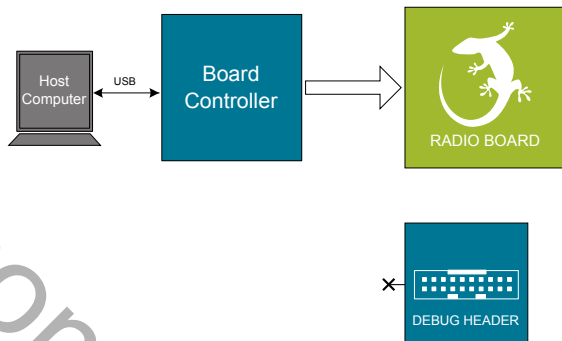 Host
Computer
USB
Board
Controller
RADIO BOARD
DEBUG HEADER